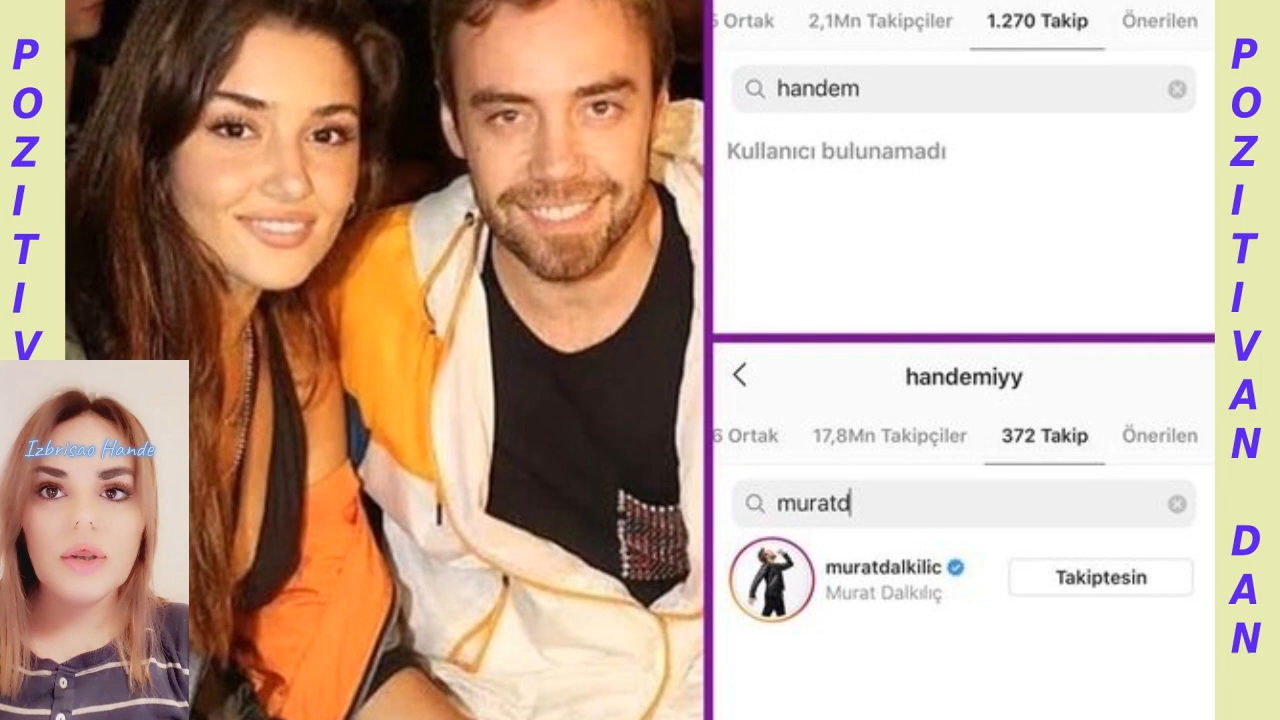 POZITIV
Izbrisao Hande
Ortak 2,1Mn Takipçiler 1.270 Takip Önerilen
handem
Kullanıcı bulunamadı
handemiyy
Ortak 17,8Mn Takipçiler 372 Takip Önerilen
muratd
muratdalkilic
Murat Dalkılıç
Takiptesin
POZITIVAN DAN